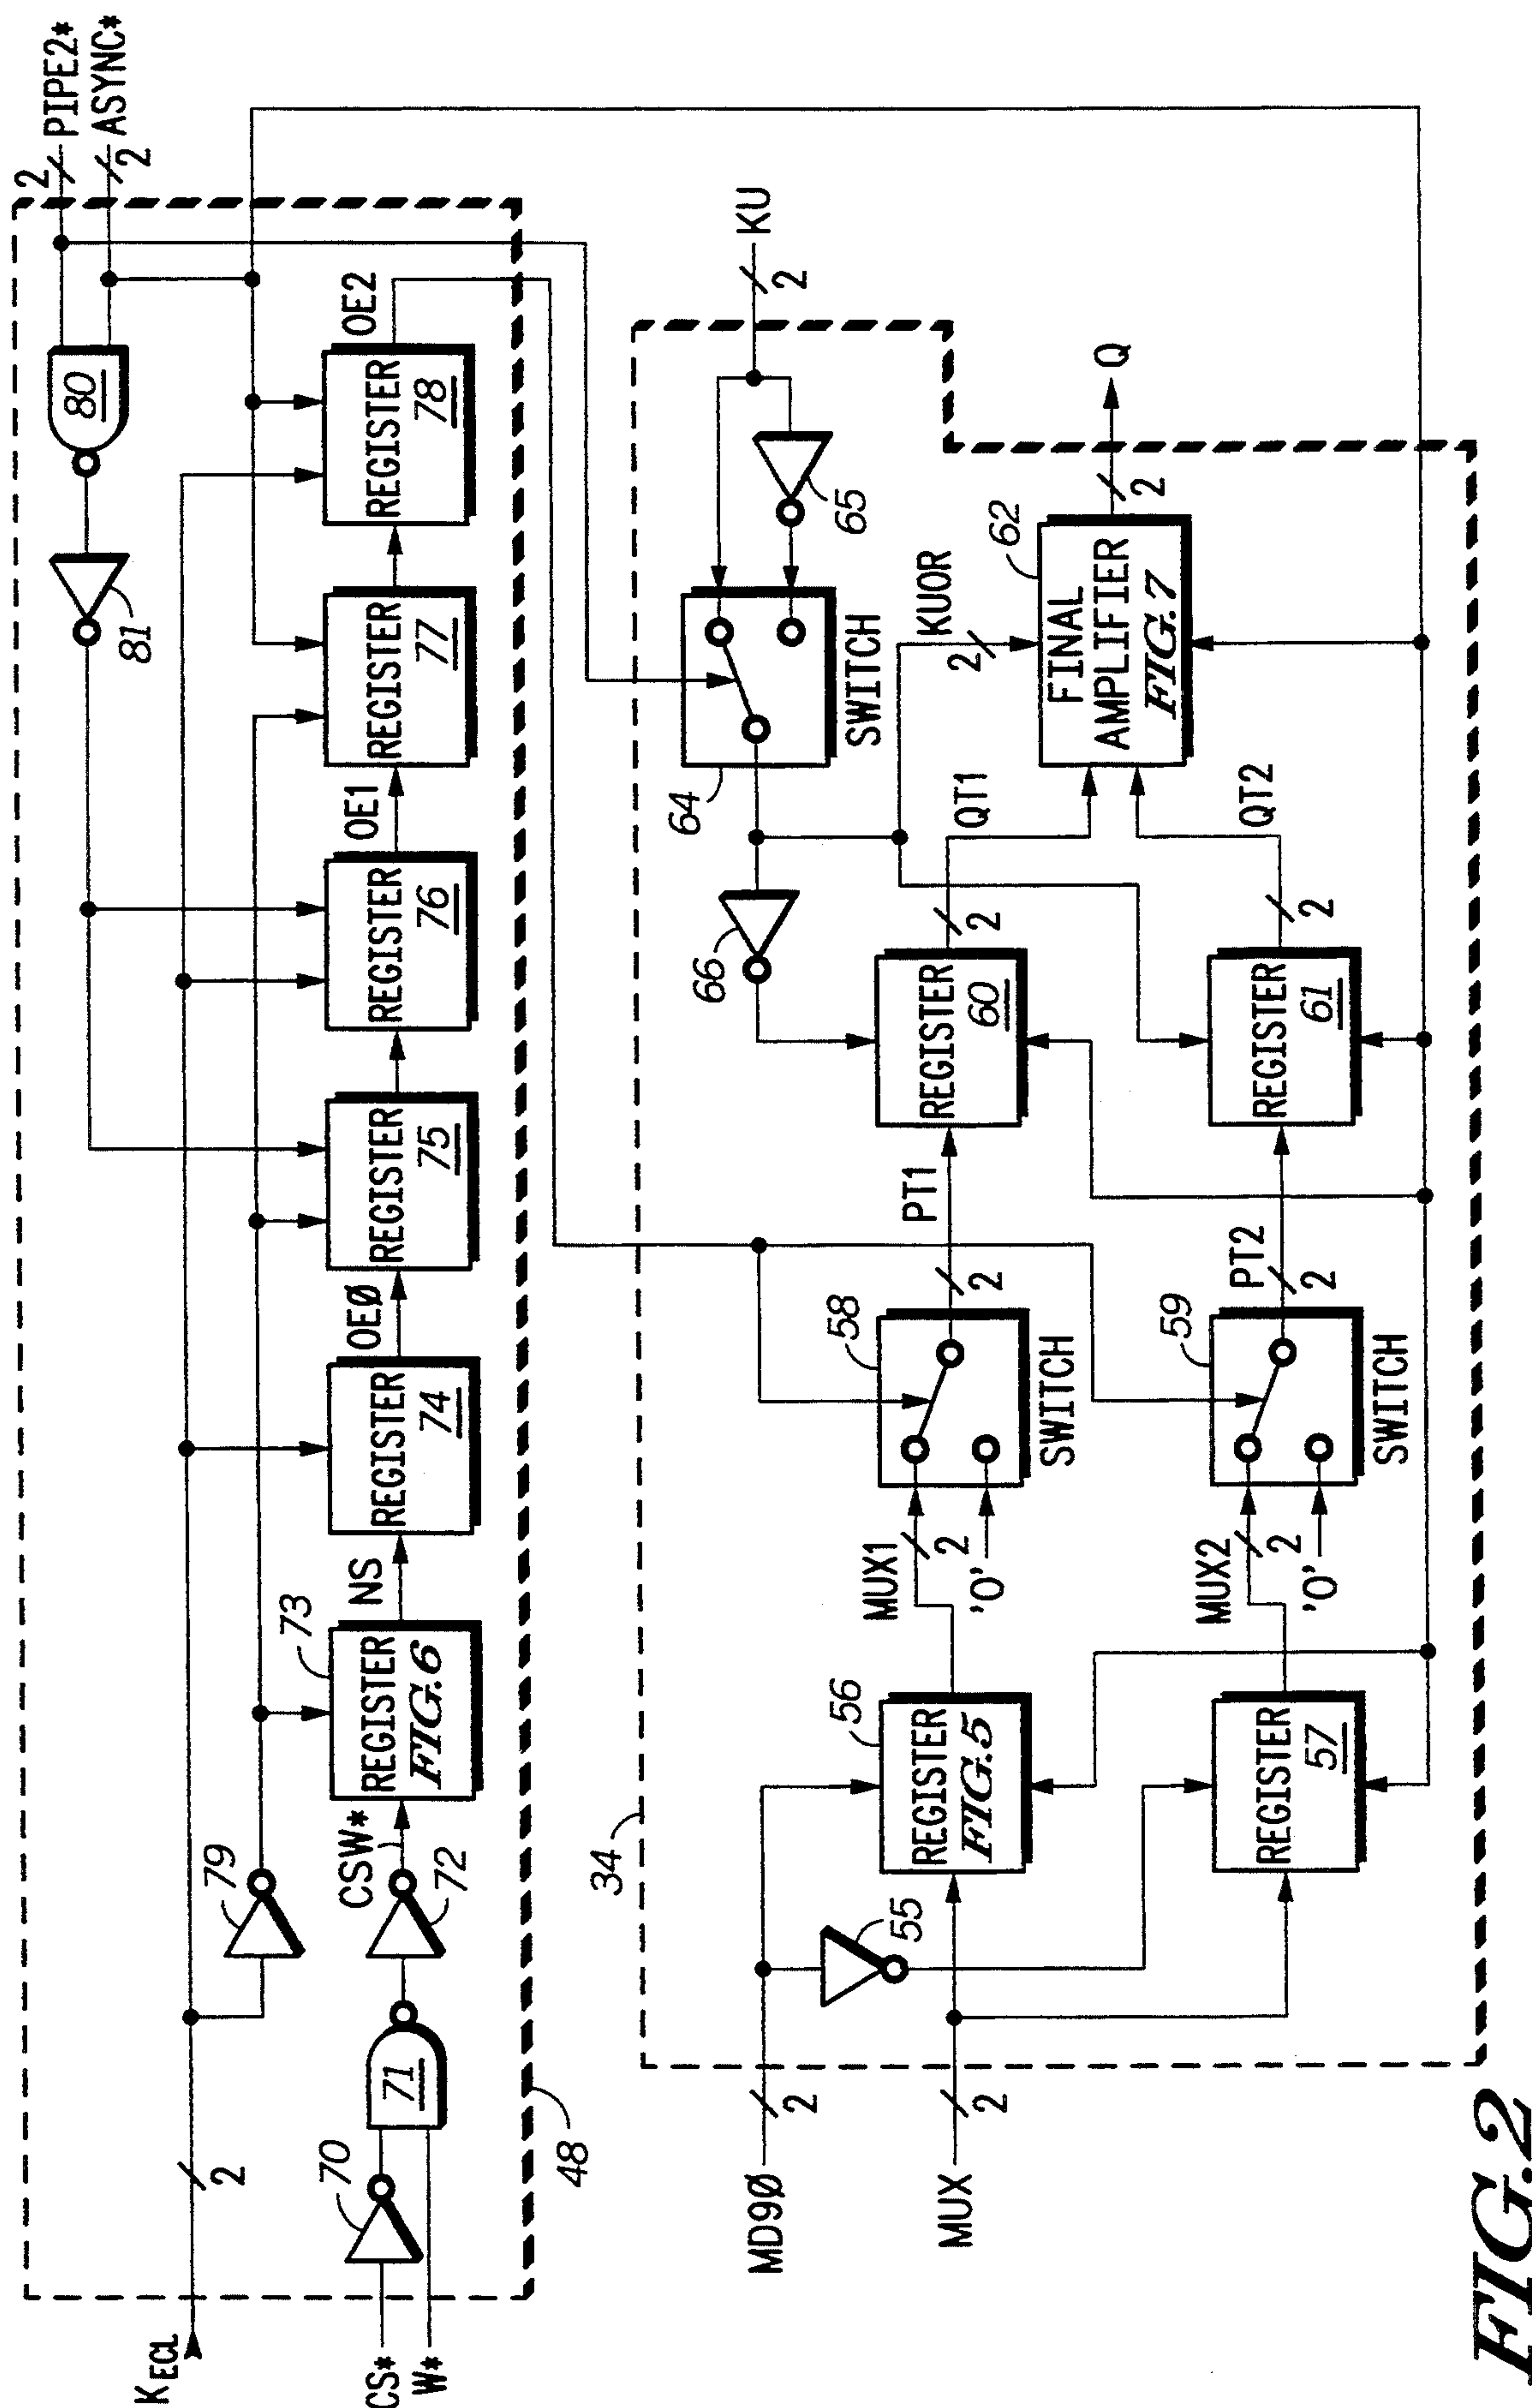 PIPE2*
ASYNC*
2
2
80
81
OE2
REGISTER
78
REGISTER
77
OE1
REGISTER
76
REGISTER
75
OEØ
REGISTER
74
NS
73
REGISTER
FIG.6
CSW*
72
79
71
70
48
2
KECL
CS*
W*
KU
2
65
SWITCH
64
66
KUOR
2
62
FINAL
AMPLIFIER
FIG.7
Q
2
QT1
2
QT2
2
REGISTER
60
REGISTER
61
PT1
2
PT2
2
58
SWITCH
59
SWITCH
MUX1
2
'O'
MUX2
2
'O'
56
REGISTER
FIG.5
REGISTER
57
55
34
MD9Ø
2
MUX
2
FIG.2